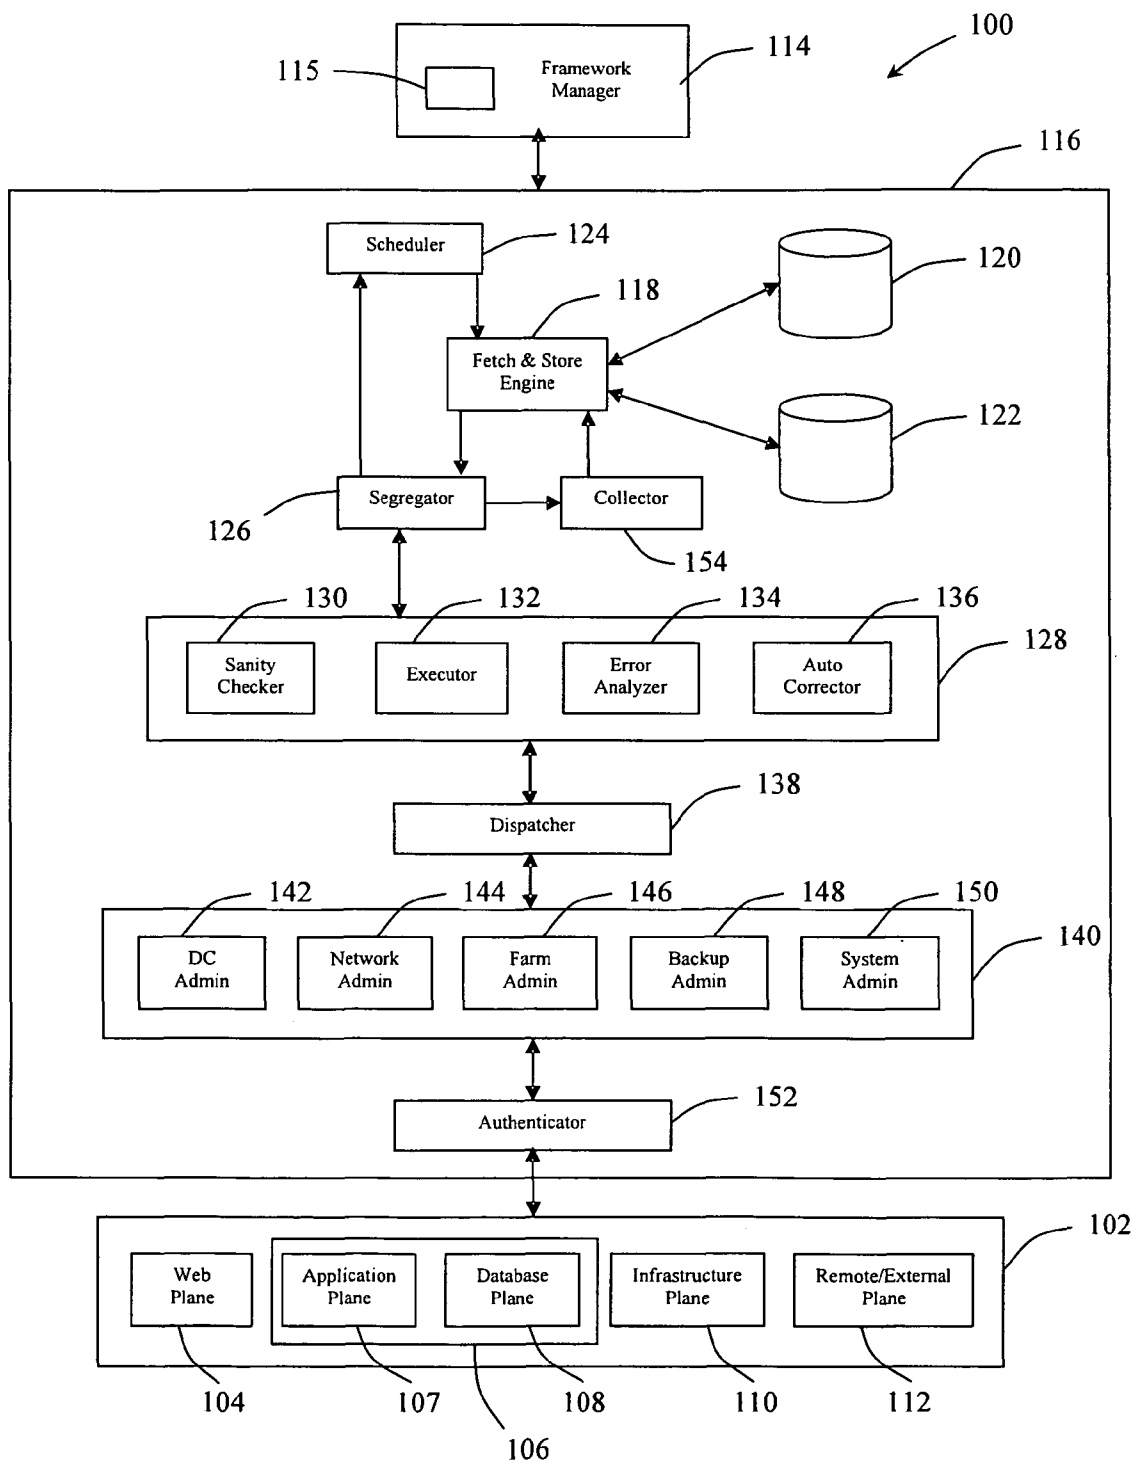 100
114
115
Framework
Manager
116
Scheduler
124
120
118
Fetch & Store
Engine
122
Segregator
Collector
126
154
130
132
134
136
128
Sanity
Checker
Executor
Error
Analyzer
Auto
Corrector
138
Dispatcher
142
144
146
148
150
140
DC
Admin
Network
Admin
Farm
Admin
Backup
Admin
System
Admin
152
Authenticator
102
Web
Plane
Application
Plane
Database
Plane
Infrastructure
Plane
Remote/External
Plane
104
107
108
110
112
106